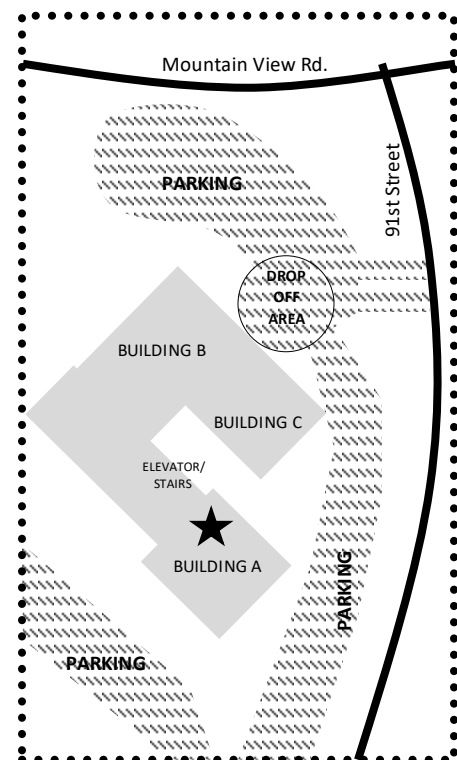 Mountain View Rd.
91st Street
PARKING
DROP
OFF
AREA
BUILDING B
BUILDING C
ELEVATOR/
STAIRS
BUILDING A
PARKING
PARKING